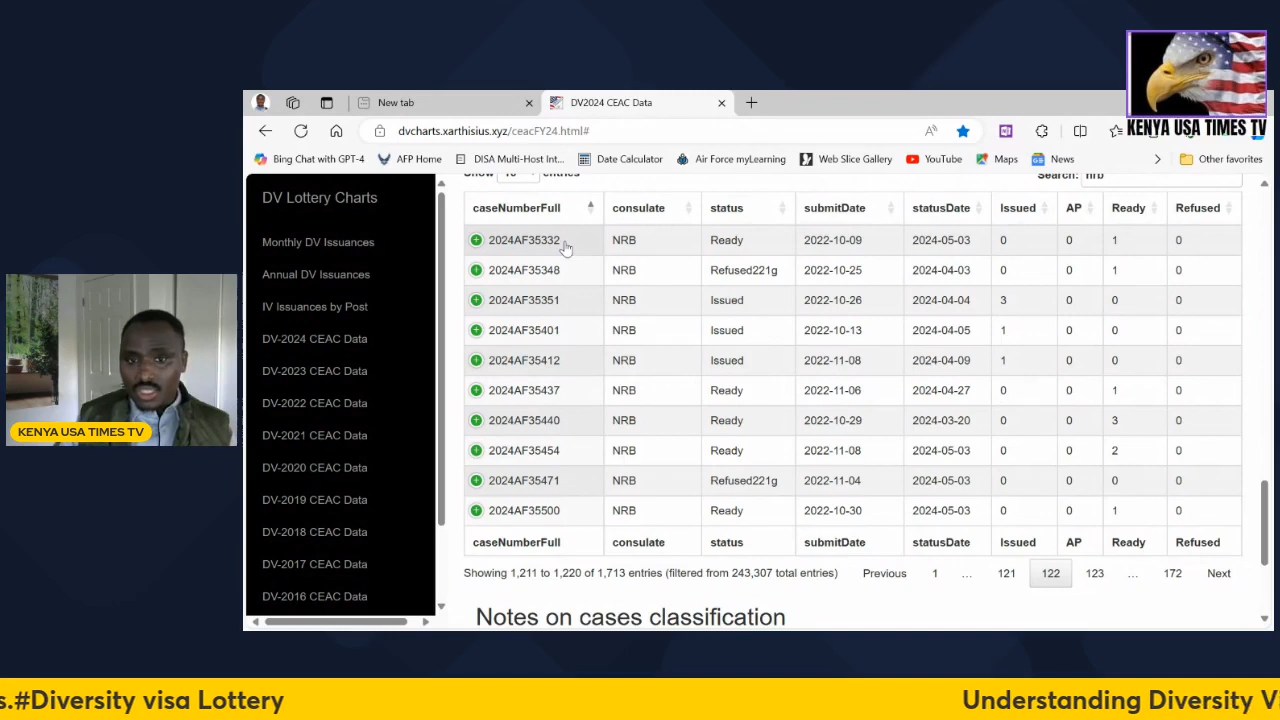 KENYA USA TIMES TV
New tab
DV2024 CEAC Data
dvcharts.xarthisius.xyz/ceacFY24.html#
Bing Chat with GPT-4 AFP Home DISA Multi-Host Int... Date Calculator Air Force myLearning Web Slice Gallery YouTube Maps News Other favorites
DV Lottery Charts
Monthly DV Issuances
Annual DV Issuances
IV Issuances by Post
DV-2024 CEAC Data
DV-2023 CEAC Data
DV-2022 CEAC Data
DV-2021 CEAC Data
DV-2020 CEAC Data
DV-2019 CEAC Data
DV-2018 CEAC Data
DV-2017 CEAC Data
DV-2016 CEAC Data
Show 10 entries Search: nrb
caseNumberFull consulate status submitDate statusDate Issued AP Ready Refused
2024AF35332 NRB Ready 2022-10-09 2024-05-03 0 0 1 0
2024AF35348 NRB Refused221g 2022-10-25 2024-04-03 0 0 1 0
2024AF35351 NRB Issued 2022-10-26 2024-04-04 3 0 0 0
2024AF35401 NRB Issued 2022-10-13 2024-04-05 1 0 0 0
2024AF35412 NRB Issued 2022-11-08 2024-04-09 1 0 0 0
2024AF35437 NRB Ready 2022-11-06 2024-04-27 0 0 1 0
2024AF35440 NRB Ready 2022-10-29 2024-03-20 0 0 3 0
2024AF35454 NRB Ready 2022-11-08 2024-05-03 0 0 2 0
2024AF35471 NRB Refused221g 2022-11-04 2024-05-03 0 0 0 0
2024AF35500 NRB Ready 2022-10-30 2024-05-03 0 0 1 0
caseNumberFull consulate status submitDate statusDate Issued AP Ready Refused
Showing 1,211 to 1,220 of 1,713 entries (filtered from 243,307 total entries) Previous 1 ... 121 122 123 ... 172 Next
Notes on cases classification
KENYA USA TIMES TV
s.#Diversity visa Lottery
Understanding Diversity Vi